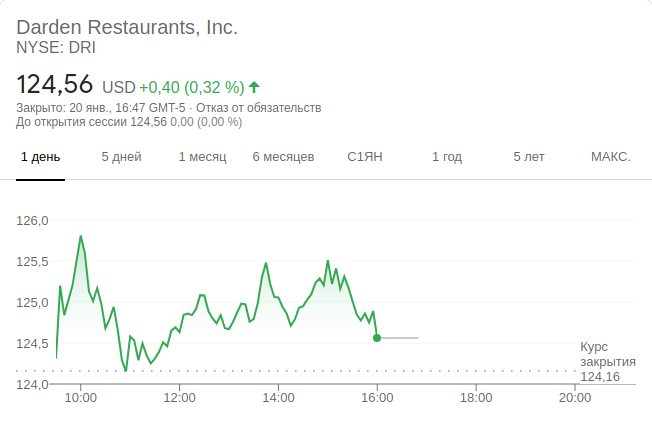 Darden Restaurants, Inc.
NYSE: DRI
124,56 USD +0,40 (0,32 %)
Закрыто: 20 янв., 16:47 GMT-5 · Отказ от обязательств
До открытия сессии 124,56 0,00 (0,00 %)
1 день 5 дней 1 месяц 6 месяцев С1ЯН 1 год 5 лет МАКС.
126,0
125,5
125,0
124,5
124,0
Курс
закрытия
124,16
10:00 12:00 14:00 16:00 18:00 20:00